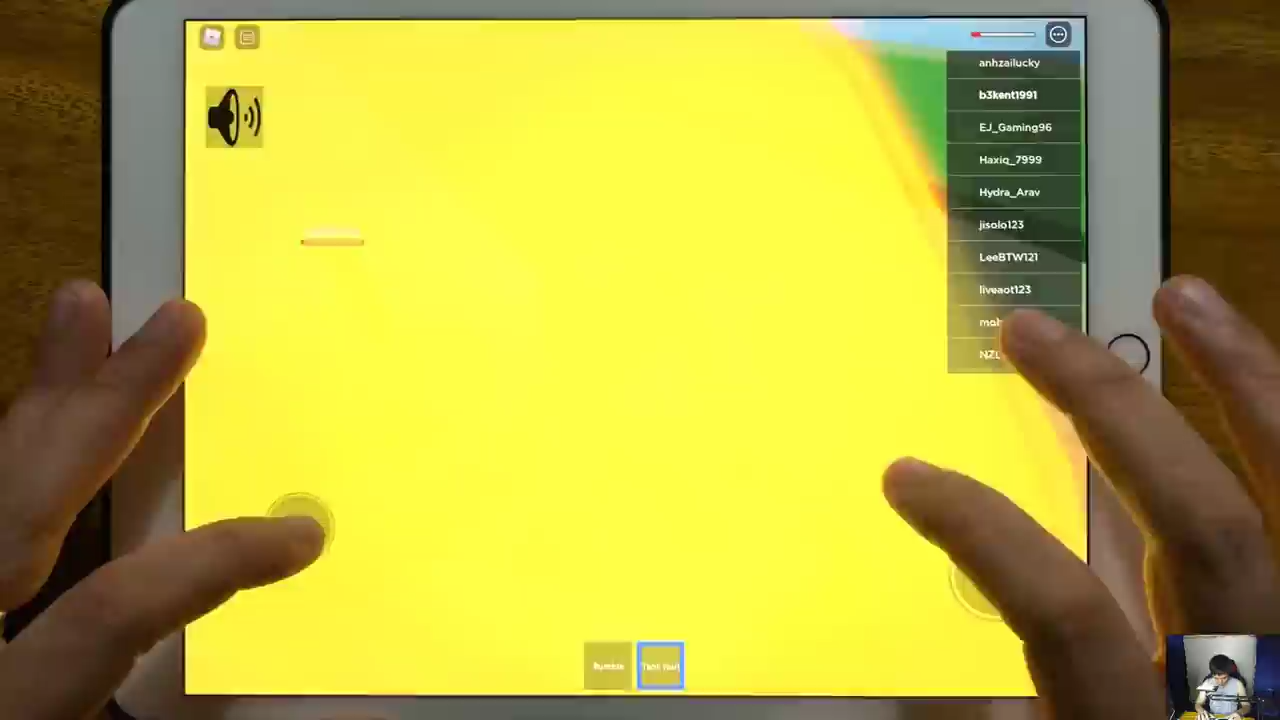 anhzailucky
b3kent1991
EJ_Gaming96
Haxiq_7999
Hydra_Arav
jisolo123
LeeBTW121
liveaot123